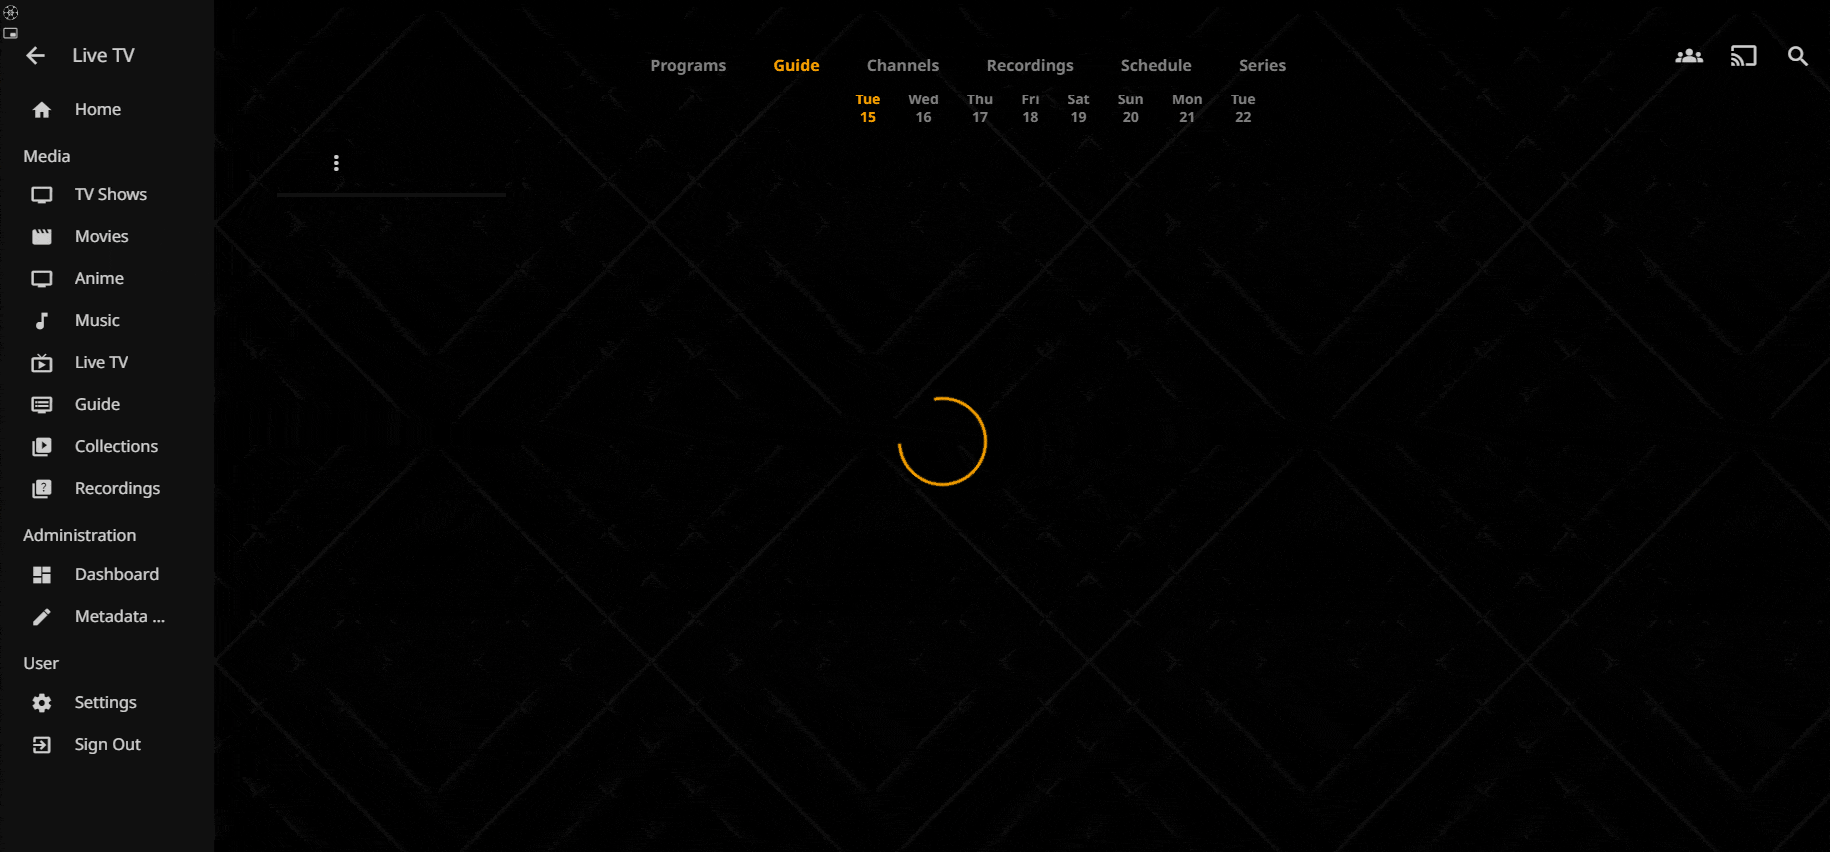 Live TV
Home
Media
TV Shows
Movies
Anime
Music
Live TV
Guide
Collections
Recordings
Administration
Dashboard
Metadata ...
User
Settings
Sign Out
Programs Guide Channels Recordings Schedule Series
Tue Wed Thu Fri Sat Sun Mon Tue
15 16 17 18 19 20 21 22